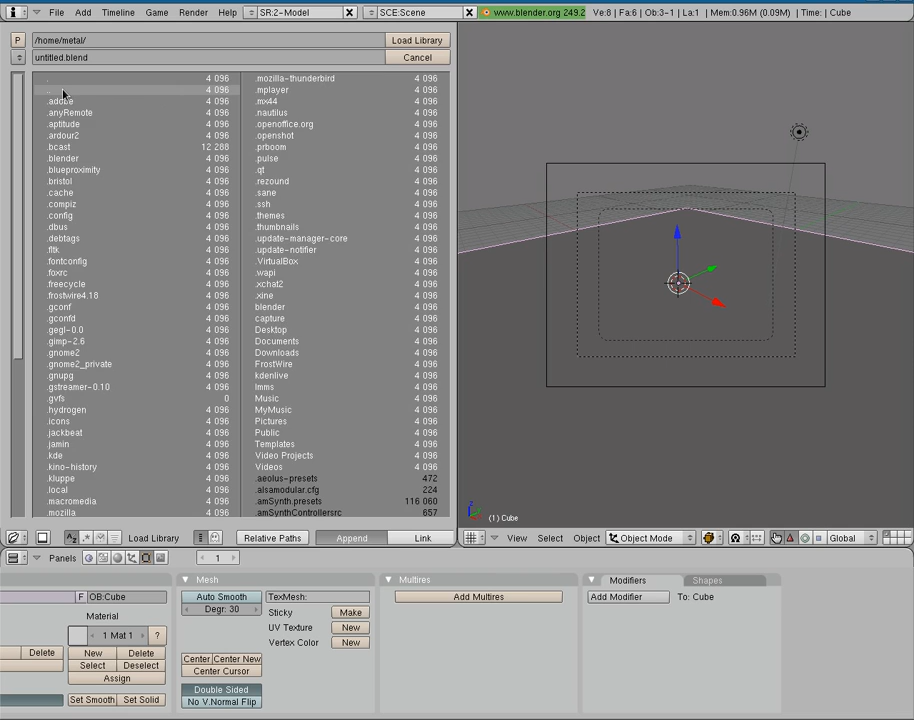 File Add Timeline Game Render Help SR:2-Model SCE:Scene www.blender.org 249.2 Ve:8 | Fa:6 | Ob:3-1 | La:1 | Mem:0.96M (0.09M) | Time: | Cube
P /home/metal/ Load Library
untitled.blend Cancel
. 4 096
.. 4 096
.adobe 4 096
.anyRemote 4 096
.aptitude 4 096
.ardour2 4 096
.bcast 12 288
.blender 4 096
.blueproximity 4 096
.bristol 4 096
.cache 4 096
.compiz 4 096
.config 4 096
.dbus 4 096
.debtags 4 096
.fltk 4 096
.fontconfig 4 096
.foxrc 4 096
.freecycle 4 096
.frostwire4.18 4 096
.gconf 4 096
.gconfd 4 096
.gegl-0.0 4 096
.gimp-2.6 4 096
.gnome2 4 096
.gnome2_private 4 096
.gnupg 4 096
.gstreamer-0.10 4 096
.gvfs 0
.hydrogen 4 096
.icons 4 096
.jackbeat 4 096
.jamin 4 096
.kde 4 096
.kino-history 4 096
.kluppe 4 096
.local 4 096
.macromedia 4 096
.mozilla 4 096
.mozilla-thunderbird 4 096
.mplayer 4 096
.mx44 4 096
.nautilus 4 096
.openoffice.org 4 096
.openshot 4 096
.prboom 4 096
.pulse 4 096
.qt 4 096
.rezound 4 096
.sane 4 096
.ssh 4 096
.themes 4 096
.thumbnails 4 096
.update-manager-core 4 096
.update-notifier 4 096
.VirtualBox 4 096
.wapi 4 096
.xchat2 4 096
.xine 4 096
blender 4 096
capture 4 096
Desktop 4 096
Documents 4 096
Downloads 4 096
FrostWire 4 096
kdenlive 4 096
lmms 4 096
Music 4 096
MyMusic 4 096
Pictures 4 096
Public 4 096
Templates 4 096
Video Projects 4 096
Videos 4 096
.aeolus-presets 472
.alsamodular.cfg 224
.amSynth.presets 116 060
.amSynthControllersrc 657
z
(1) Cube
Load Library Relative Paths Append Link
View Select Object Object Mode Global
Panels 1
Mesh Multires Modifiers Shapes
F OB:Cube
Auto Smooth TexMesh: Add Multires Add Modifier To: Cube
Degr: 30
Material
Sticky Make
1 Mat 1 ?
UV Texture New
Vertex Color New
Delete New Delete
Select Deselect
Assign
Center Center New
Center Cursor
Double Sided
Set Smooth Set Solid No V.Normal Flip